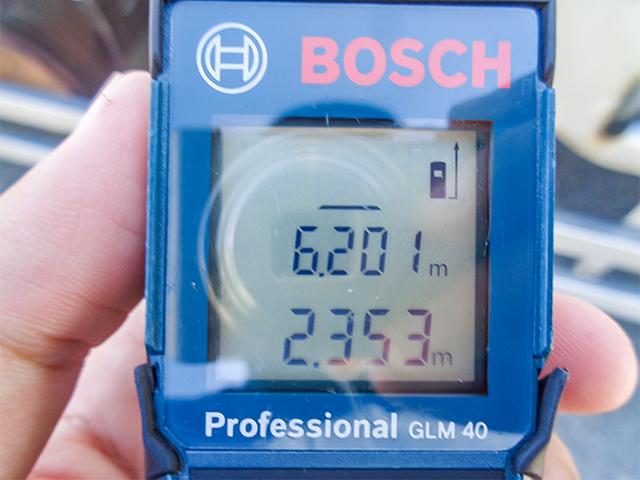 BOSCH
6.201 m
2.353 m
Professional GLM 40